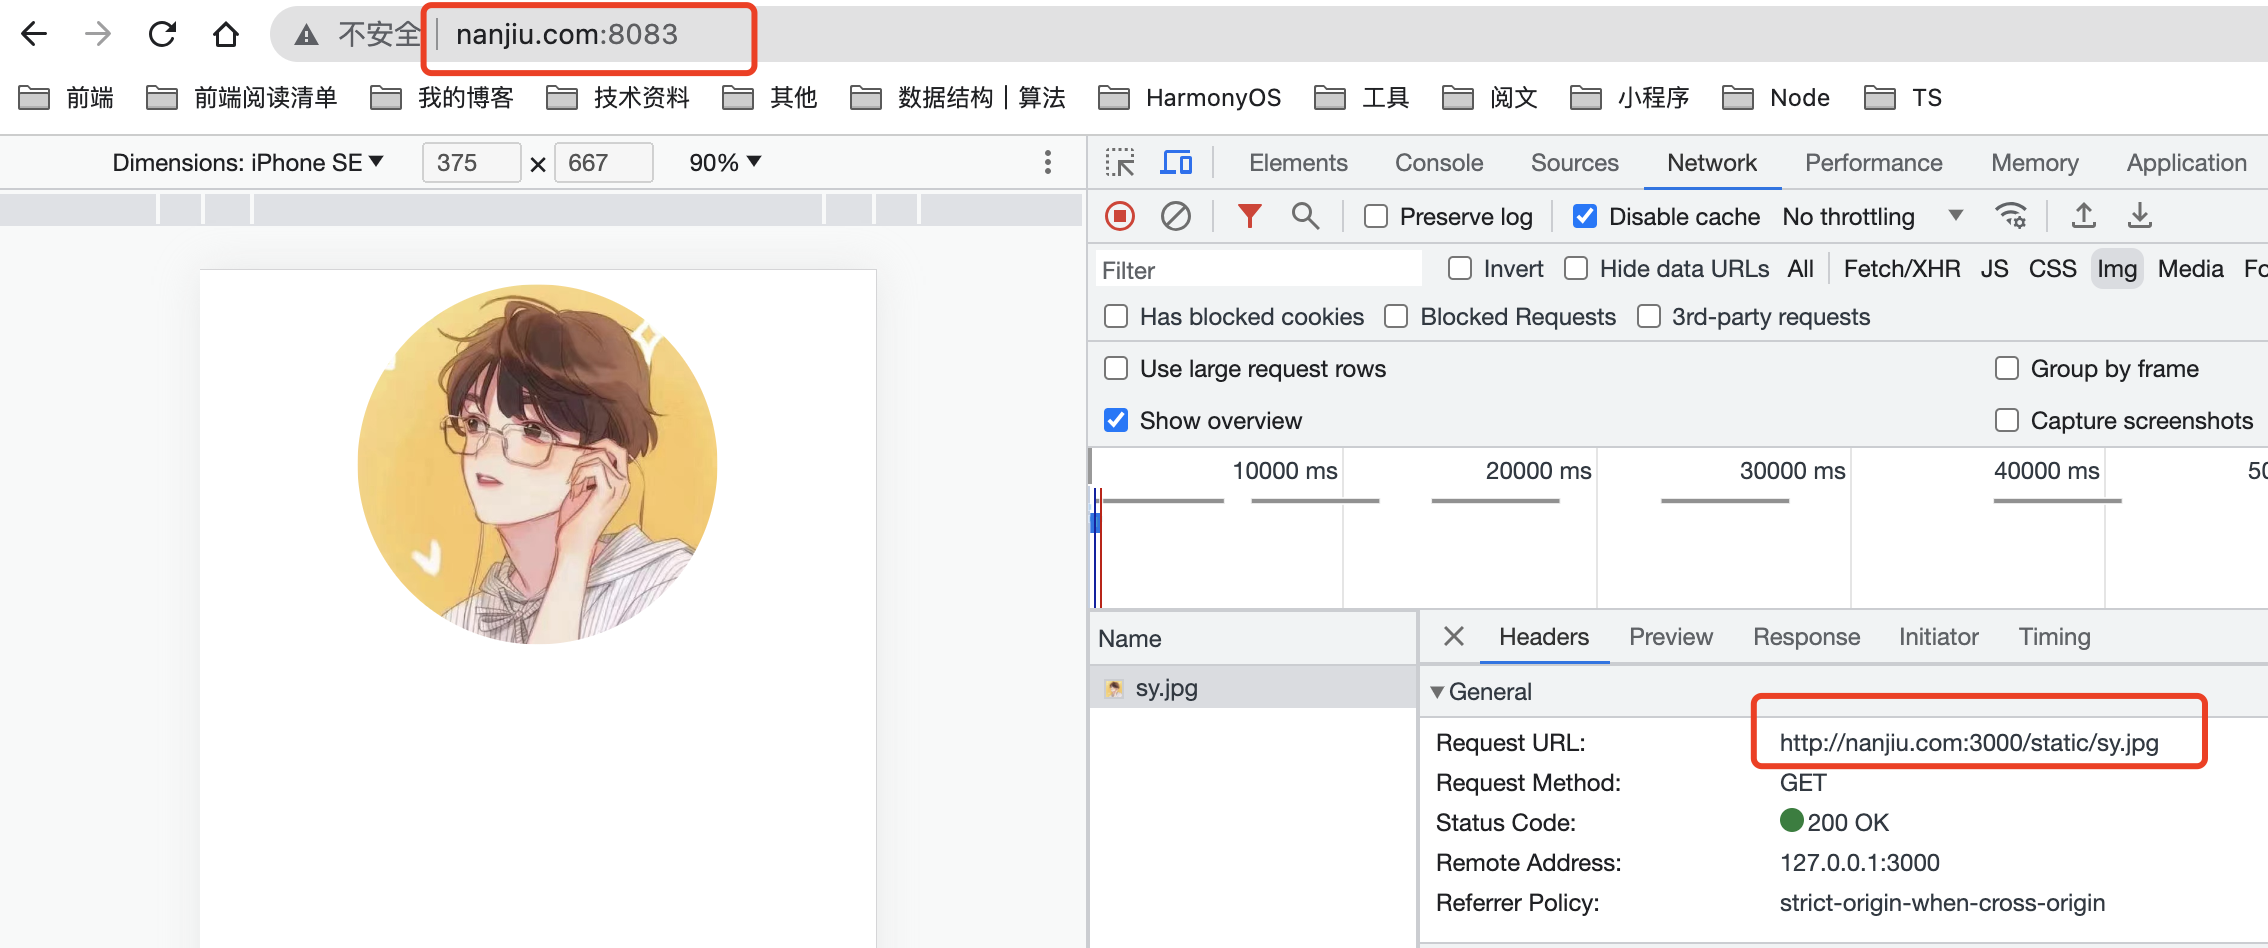 不安全 | nanjiu.com:8083
前端 前端阅读清单 我的博客 技术资料 其他 数据结构｜算法 HarmonyOS 工具 阅文 小程序 Node TS
Dimensions: iPhone SE 375 × 667 90%
Elements Console Sources Network Performance Memory Application
Preserve log Disable cache No throttling
Filter Invert Hide data URLs All Fetch/XHR JS CSS Img Media
Has blocked cookies Blocked Requests 3rd-party requests
Use large request rows Group by frame
Show overview Capture screenshots
10000 ms 20000 ms 30000 ms 40000 ms
Name Headers Preview Response Initiator Timing
sy.jpg General
Request URL: http://nanjiu.com:3000/static/sy.jpg
Request Method: GET
Status Code: 200 OK
Remote Address: 127.0.0.1:3000
Referrer Policy: strict-origin-when-cross-origin